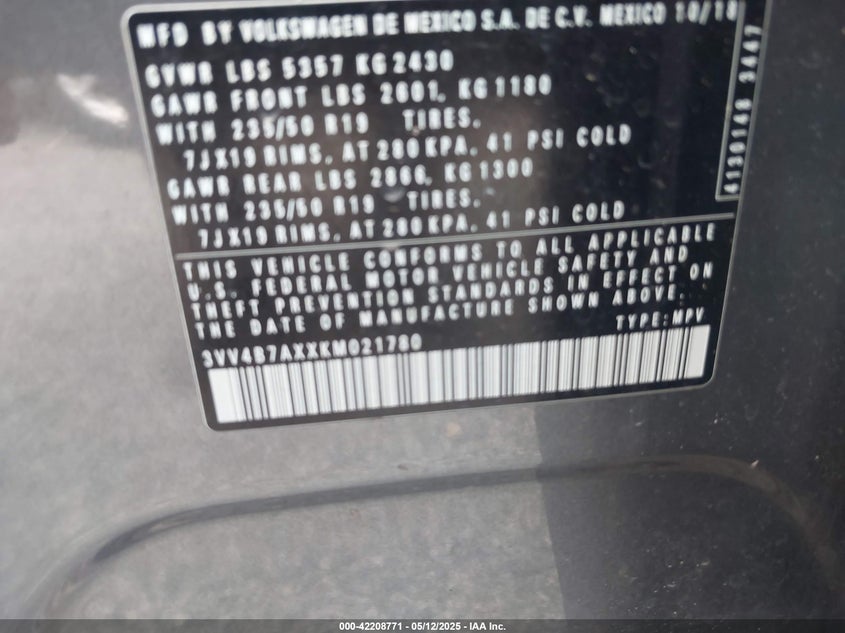 MFD BY VOLKSWAGEN DE MEXICO S.A. DE C.V. MEXICO 10/18
GVWR LBS 5357 KG 2430
GAWR FRONT LBS 2601, KG 1180
WITH 235/50 R19 TIRES,
7JX19 RIMS, AT 280 KPA, 41 PSI COLD
GAWR REAR LBS 2866, KG 1300
WITH 235/50 R19 TIRES,
7JX19 RIMS, AT 280 KPA, 41 PSI COLD
4130148 3447
THIS VEHICLE CONFORMS TO ALL APPLICABLE
U.S. FEDERAL MOTOR VEHICLE SAFETY AND
THEFT PREVENTION STANDARDS IN EFFECT ON
THE DATE OF MANUFACTURE SHOWN ABOVE.
TYPE: MPV
3VV4B7AXXKM021780
000-42208771 - 05/12/2025 - IAA Inc.